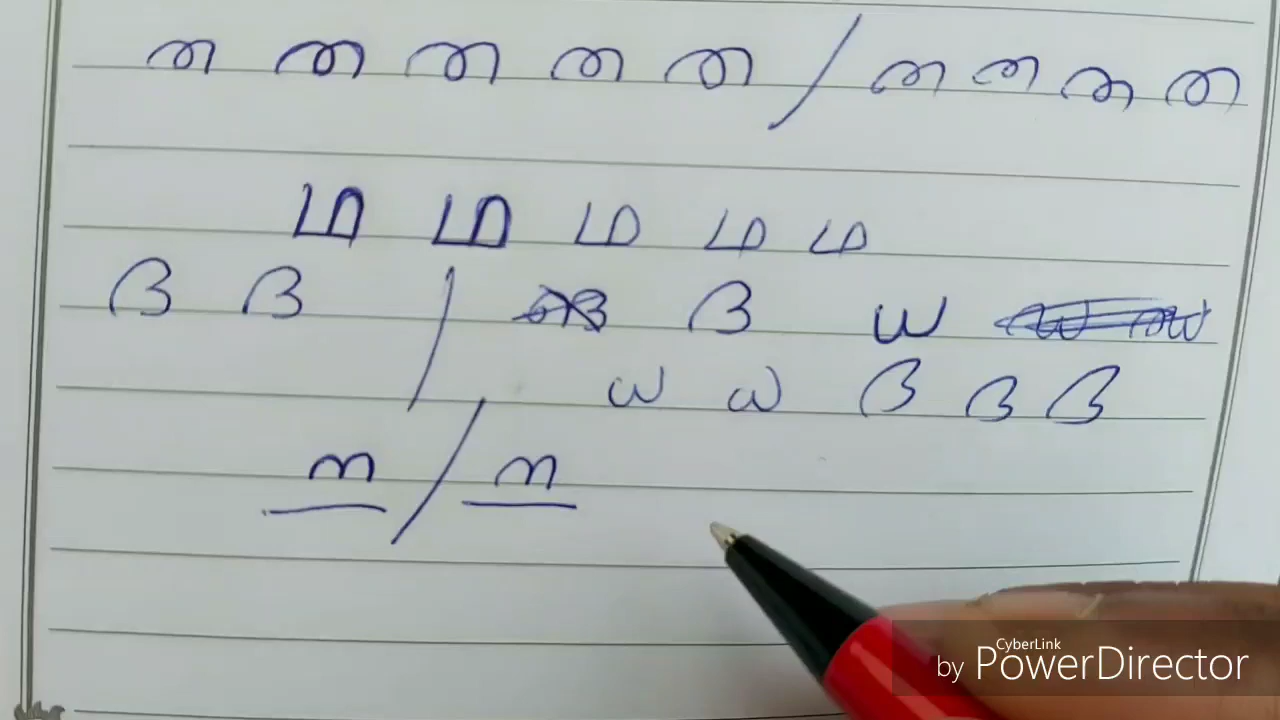 ത ത ത ത ത / ത ത ത ത
മ മ മ മ മ
ദ ദ / ദ യ
യ യ ദ ദ ദ
ന / ന
by CyberLink PowerDirector